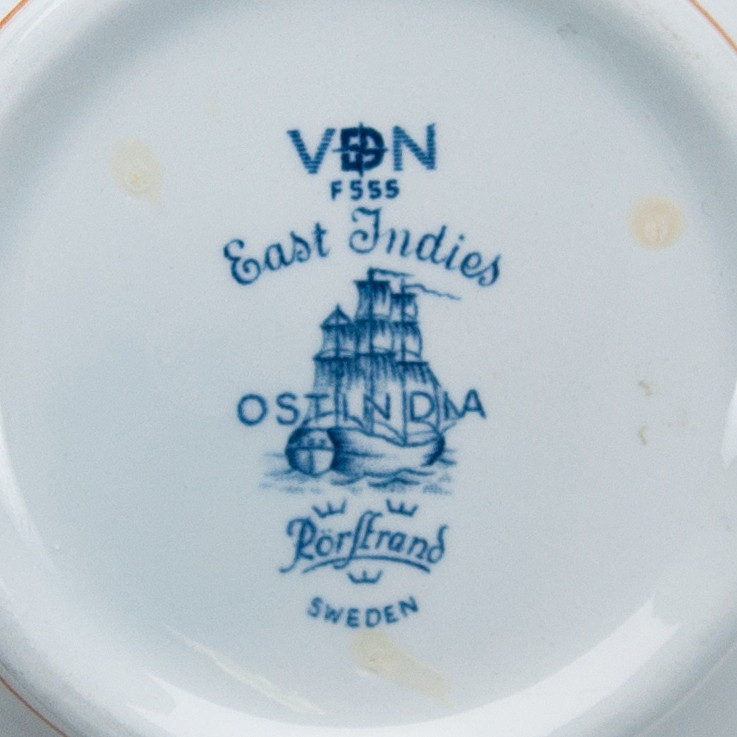 VDN
F555
East Indies
OSTINDIA
Rörstrand
SWEDEN